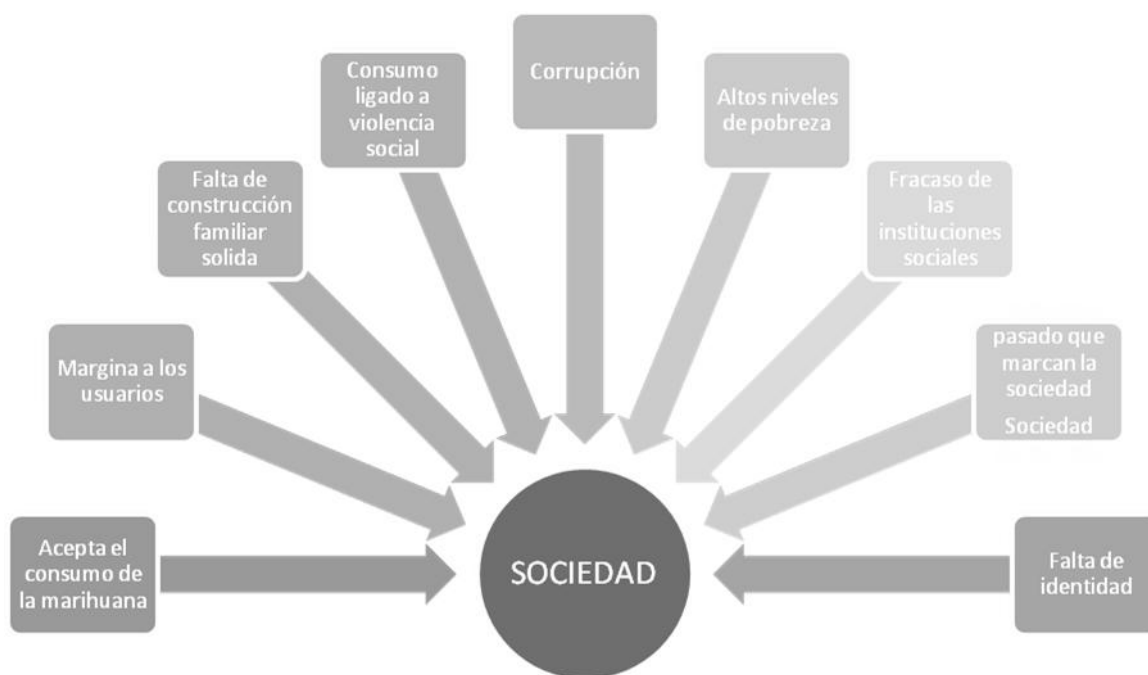 Corrupción
Consumo
ligado a
violencia
social
Altos niveles
de pobreza
Falta de
construcción
familiar
solida
Fracaso de
las
instituciones
sociales
Margina a los
usuarios
pasado que
marcan la
sociedad
Sociedad
Acepta el
consumo de
la marihuana
SOCIEDAD
Falta de
identidad